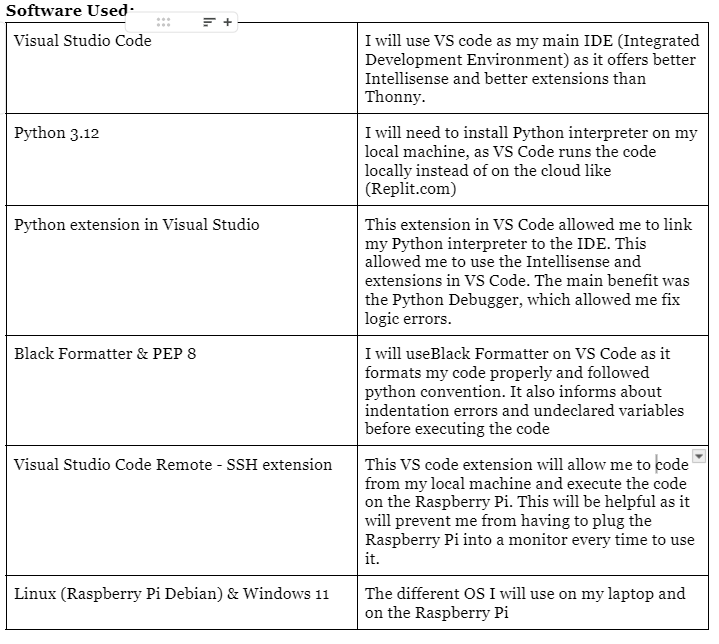 Software Used:
Visual Studio Code
I will use VS code as my main IDE (Integrated
Development Environment) as it offers better
Intellisense and better extensions than
Thonny.
Python 3.12
I will need to install Python interpreter on my
local machine, as VS Code runs the code
locally instead of on the cloud like
(Replit.com)
Python extension in Visual Studio
This extension in VS Code allowed me to link
my Python interpreter to the IDE. This
allowed me to use the Intellisense and
extensions in VS Code. The main benefit was
the Python Debugger, which allowed me fix
logic errors.
Black Formatter & PEP 8
I will useBlack Formatter on VS Code as it
formats my code properly and followed
python convention. It also informs about
indentation errors and undeclared variables
before executing the code
Visual Studio Code Remote - SSH extension
This VS code extension will allow me to code
from my local machine and execute the code
on the Raspberry Pi. This will be helpful as it
will prevent me from having to plug the
Raspberry Pi into a monitor every time to use
it.
Linux (Raspberry Pi Debian) & Windows 11
The different OS I will use on my laptop and
on the Raspberry Pi